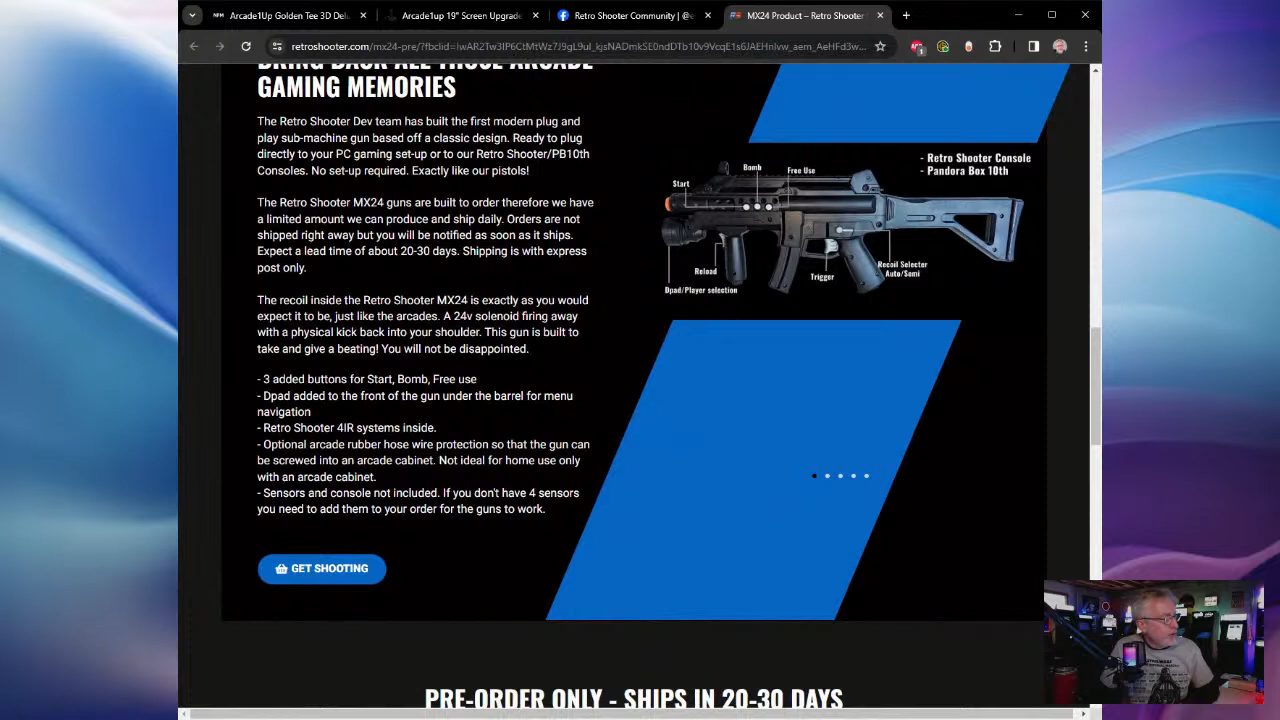 Arcade1Up Golden Tee 3D Del
Arcade1up 19" Screen Upgrade
Retro Shooter Community | @
MX24 Product – Retro Shooter
retroshooter.com/mx24-pre/?fbclid=
BRING BACK ALL THOSE ARCADE
GAMING MEMORIES
The Retro Shooter Dev team has built the first modern plug and
play sub-machine gun based off a classic design. Ready to plug
directly to your PC gaming set-up or to our Retro Shooter/PB10th
Consoles. No set-up required. Exactly like our pistols!
The Retro Shooter MX24 guns are built to order therefore we have
a limited amount we can produce and ship daily. Orders are not
shipped right away but you will be notified as soon as it ships.
Expect a lead time of about 20-30 days. Shipping is with express
post only.
The recoil inside the Retro Shooter MX24 is exactly as you would
expect it to be, just like the arcades. A 24v solenoid firing away
with a physical kick back into your shoulder. This gun is built to
take and give a beating! You will not be disappointed.
- 3 added buttons for Start, Bomb, Free use
- Dpad added to the front of the gun under the barrel for menu
navigation
- Retro Shooter 4IR systems inside.
- Optional arcade rubber hose wire protection so that the gun can
be screwed into an arcade cabinet. Not ideal for home use only
with an arcade cabinet.
- Sensors and console not included. If you don't have 4 sensors
you need to add them to your order for the guns to work.
GET SHOOTING
- Retro Shooter Console
- Pandora Box 10th
Start
Bomb
Free Use
Reload
Dpad/Player selection
Trigger
Recoil Selecter
Auto/Semi
PRE-ORDER ONLY - SHIPS IN 20-30 DAYS